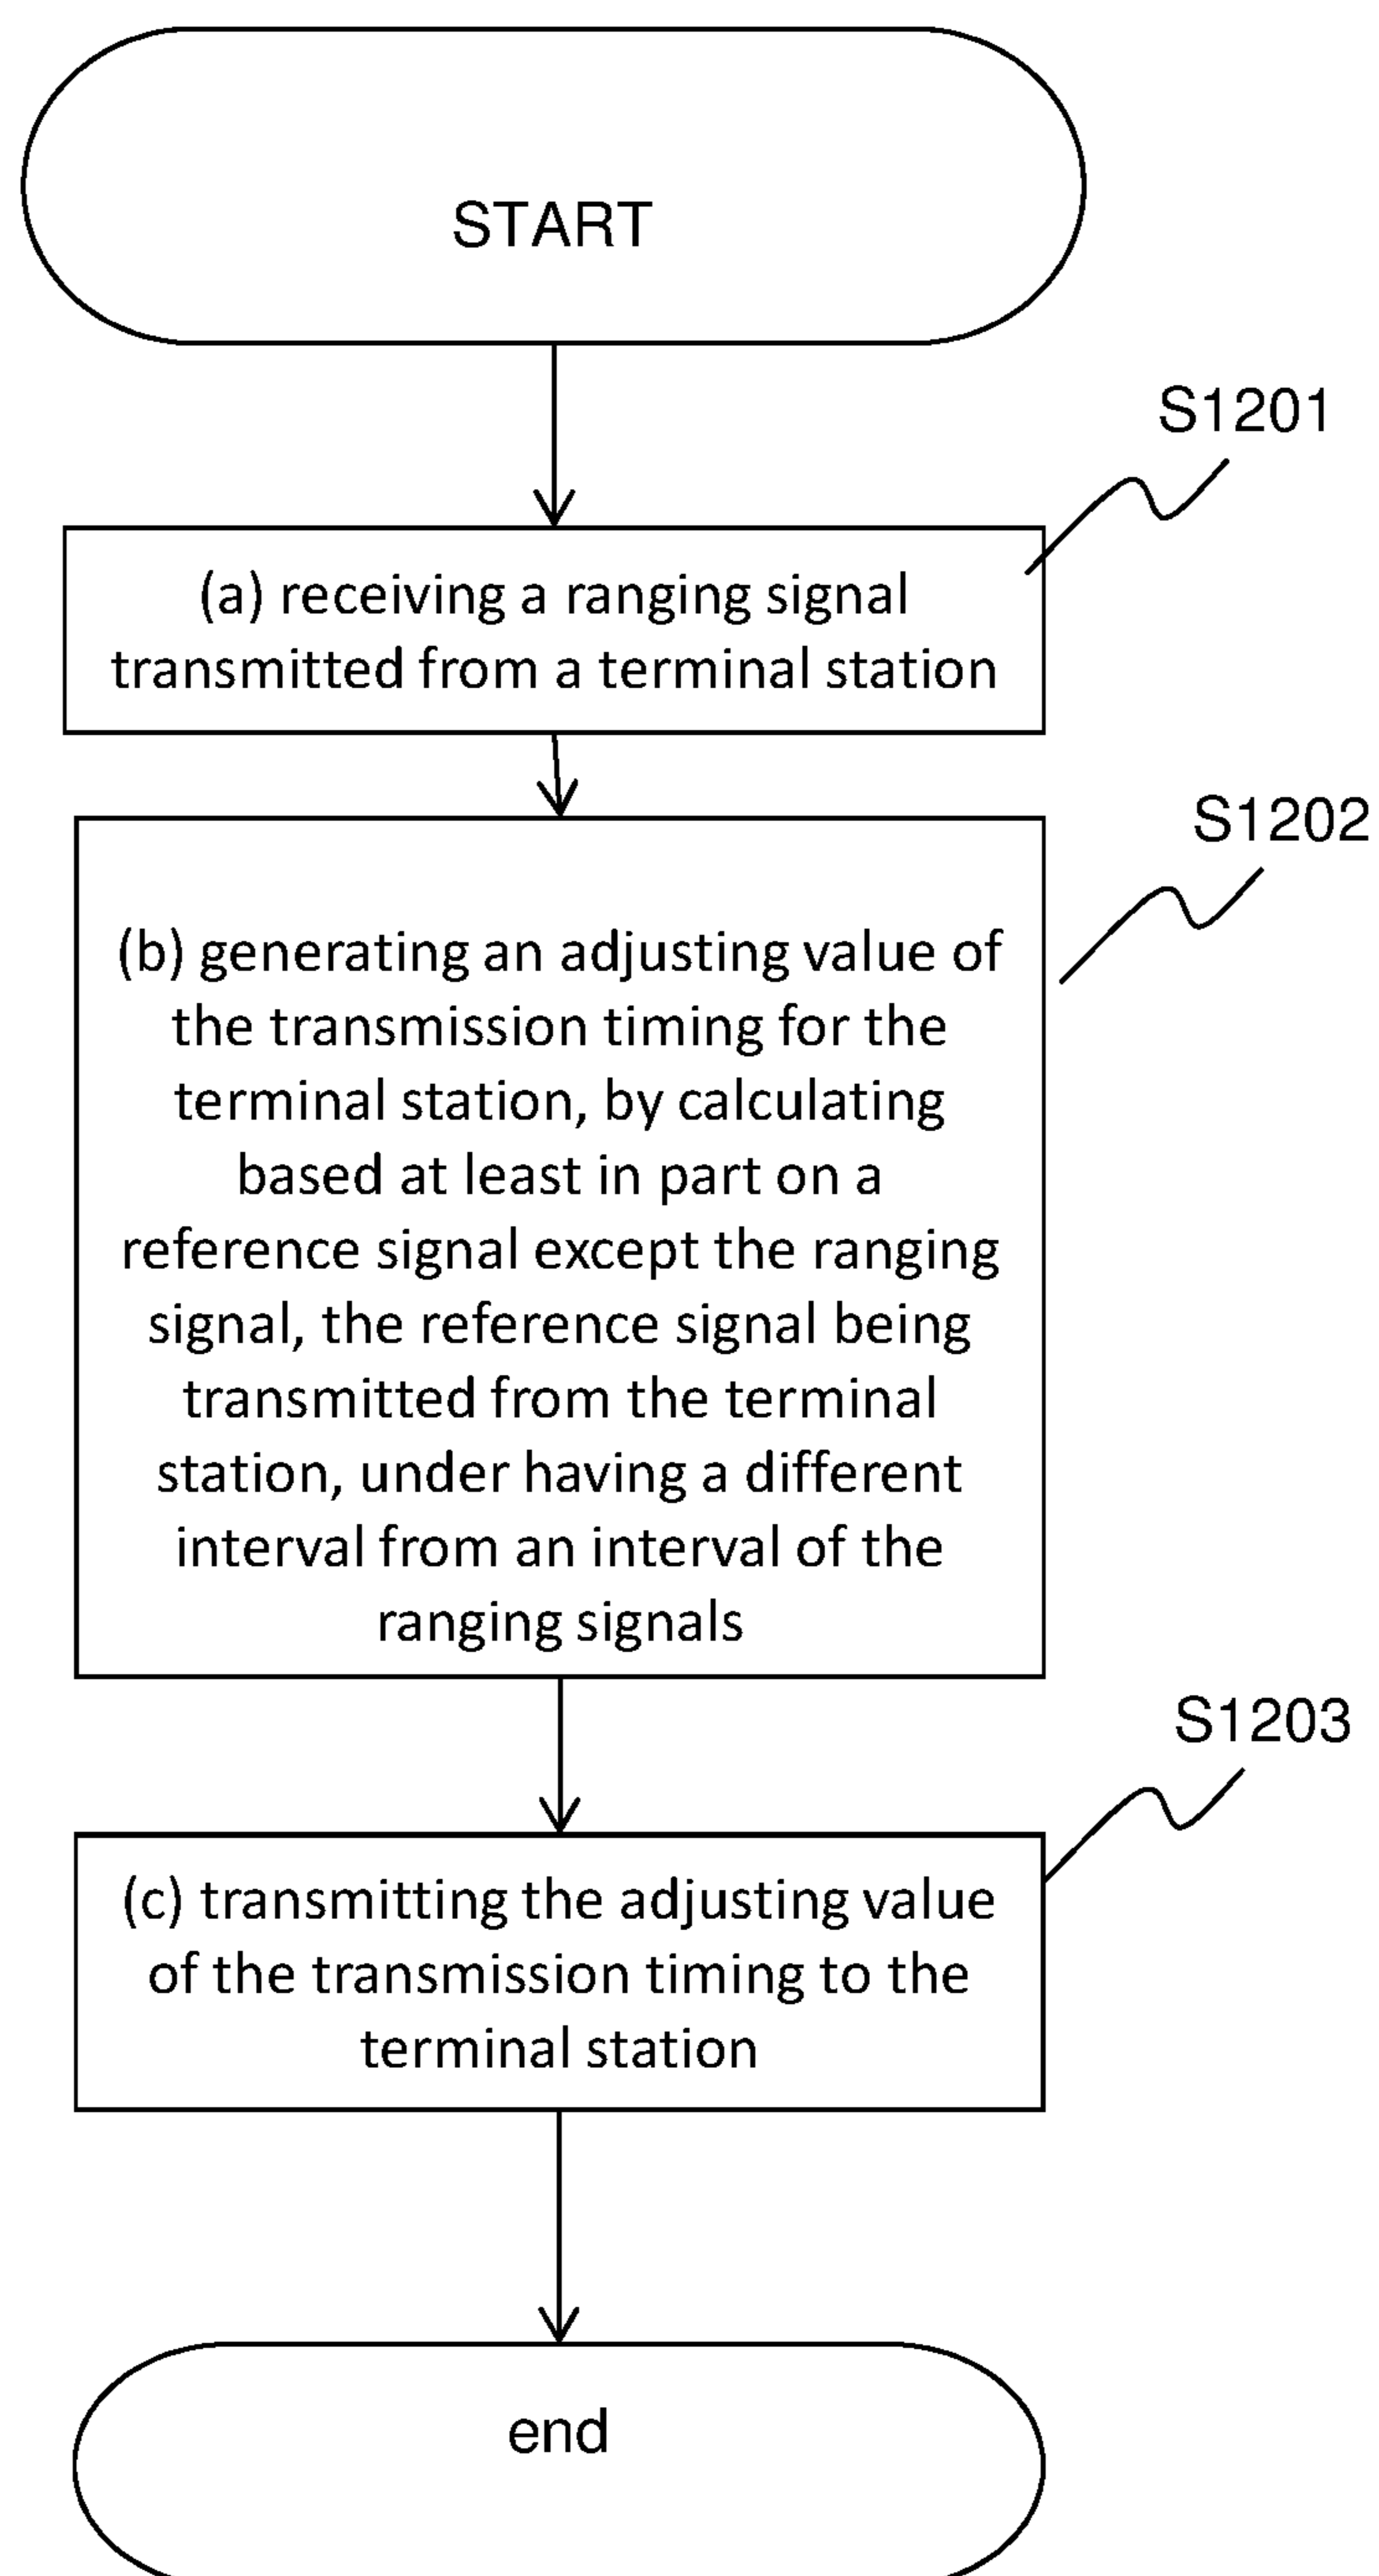 START
S1201
(a) receiving a ranging signal
transmitted from a terminal station
S1202
(b) generating an adjusting value of
the transmission timing for the
terminal station, by calculating
based at least in part on a
reference signal except the ranging
signal, the reference signal being
transmitted from the terminal
station, under having a different
interval from an interval of the
ranging signals
S1203
(c) transmitting the adjusting value
of the transmission timing to the
terminal station
end